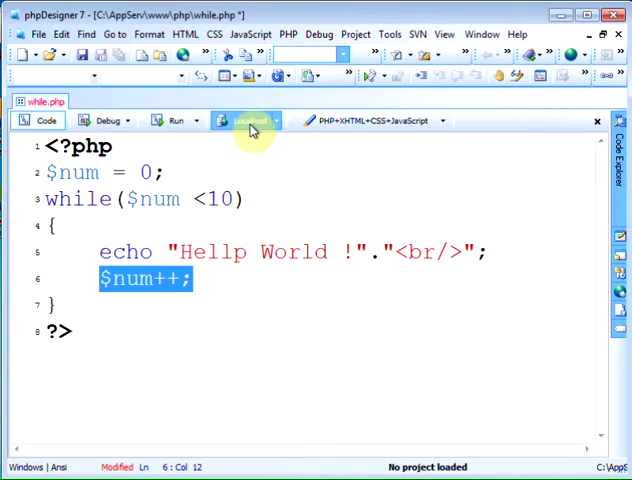 phpDesigner 7 - [C:\AppServ\www\php\while.php *]
File Edit Find Go to Format HTML CSS JavaScript PHP Debug Project Tools SVN View Window Help
while.php
Code Debug Run Localhost PHP+XHTML+CSS+JavaScript
Code Explorer
1 <?php
2 $num = 0;
3 while($num <10)
4 {
5 echo "Hellp World !"."<br/>";
6 $num++;
7 }
8 ?>
Windows | Ansi Modified Ln 6 : Col 12 No project loaded C:\AppS